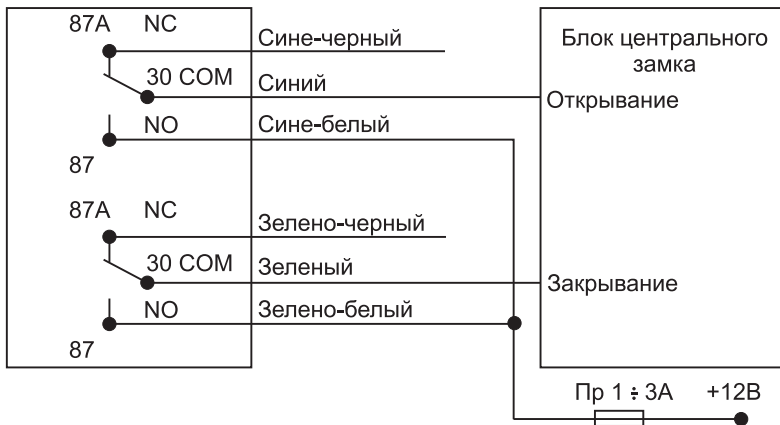 87A NC
Сине-черный
30 COM
Синий
NO
Сине-белый
87
87A NC
Зелено-черный
30 COM
Зеленый
NO
Зелено-белый
87
Блок центрального
замка
Открывание
Закрывание
Пр 1 ÷ 3А
+12В